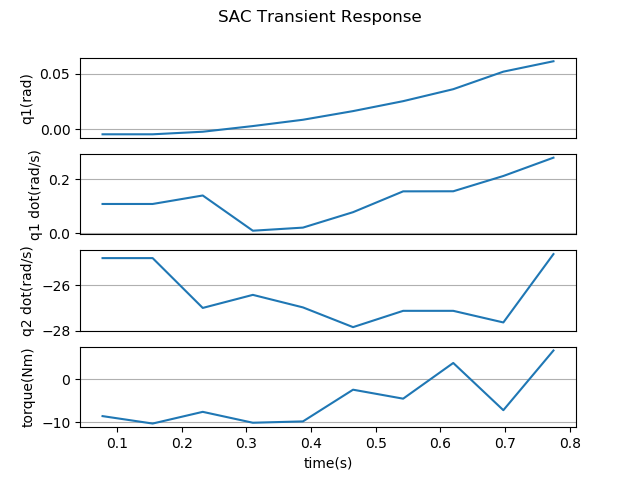 SAC Transient Response
q1(rad)
0.05
0.00
q1 dot(rad/s)
0.2
0.0
q2 dot(rad/s)
−26
−28
torque(Nm)
0
−10
0.1 0.2 0.3 0.4 0.5 0.6 0.7 0.8
time(s)